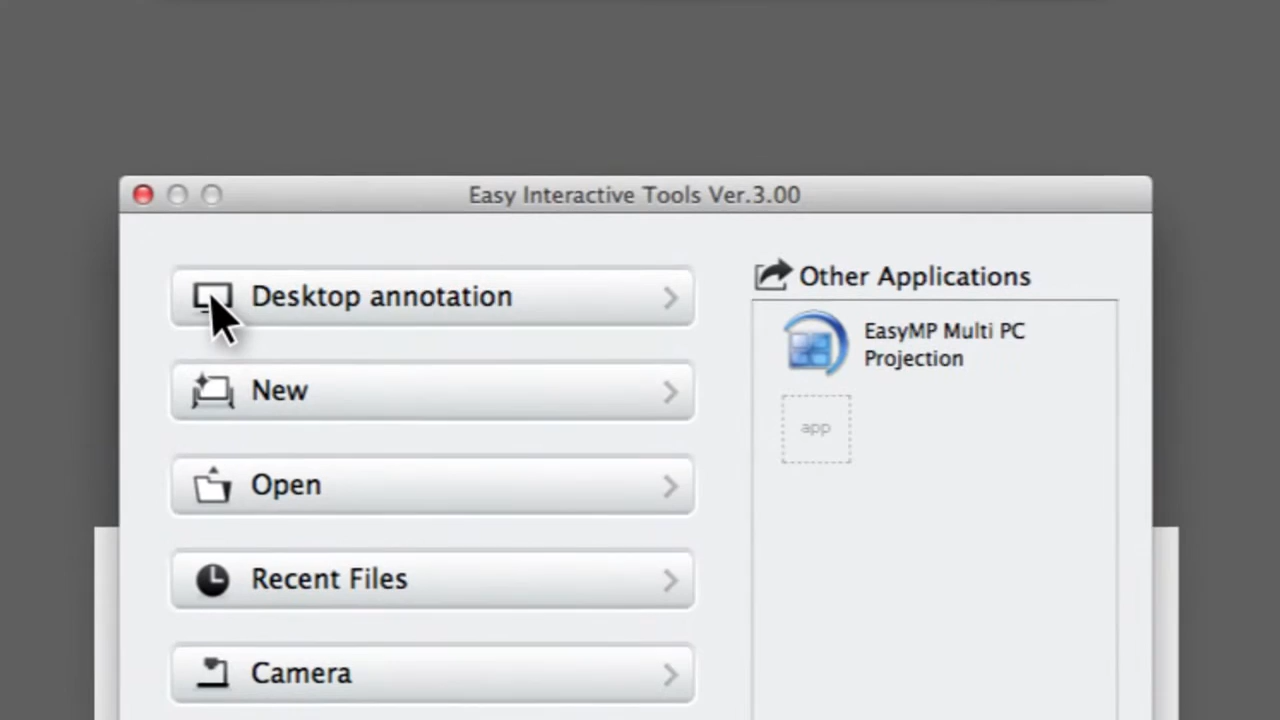 Easy Interactive Tools Ver.3.00
Desktop annotation
New
Open
Recent Files
Camera
Other Applications
EasyMP Multi PC
Projection
app